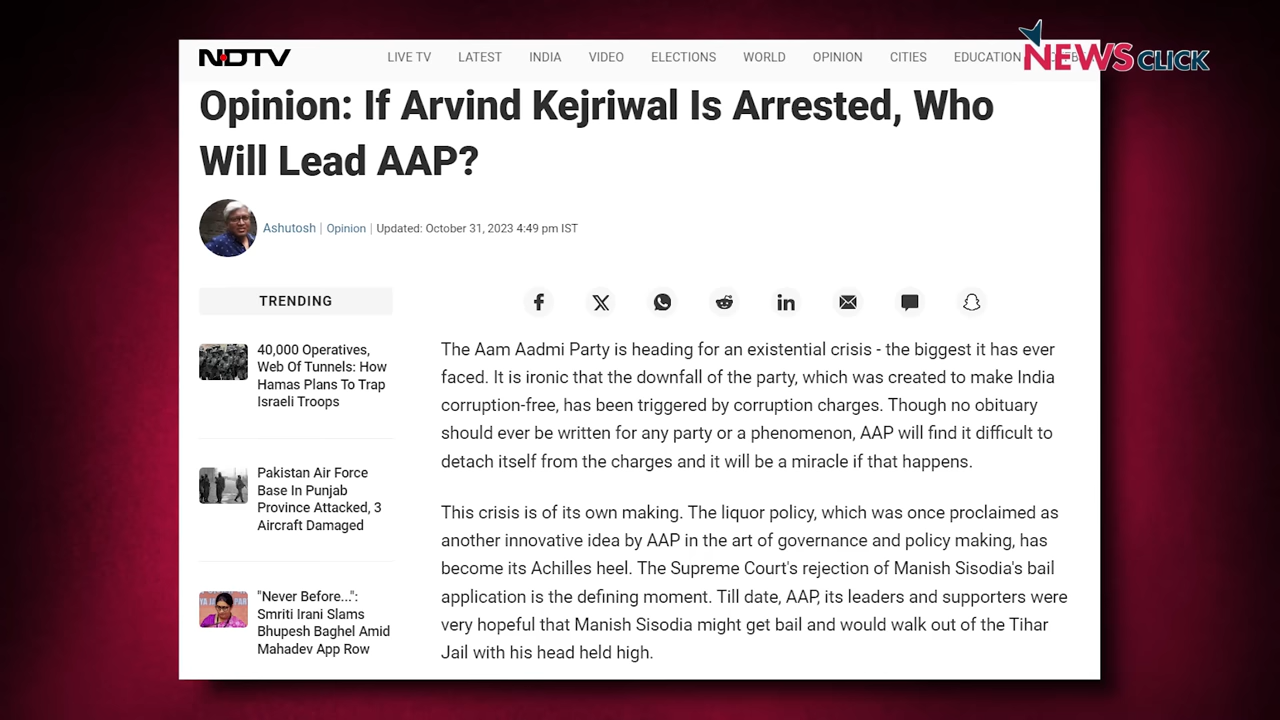 NDTV
LIVE TV LATEST INDIA VIDEO ELECTIONS WORLD OPINION CITIES EDUCATION
NEWSCLICK
Opinion: If Arvind Kejriwal Is Arrested, Who
Will Lead AAP?
Ashutosh | Opinion | Updated: October 31, 2023 4:49 pm IST
TRENDING
40,000 Operatives,
Web Of Tunnels: How
Hamas Plans To Trap
Israeli Troops
Pakistan Air Force
Base In Punjab
Province Attacked, 3
Aircraft Damaged
"Never Before...":
Smriti Irani Slams
Bhupesh Baghel Amid
Mahadev App Row
The Aam Aadmi Party is heading for an existential crisis - the biggest it has ever
faced. It is ironic that the downfall of the party, which was created to make India
corruption-free, has been triggered by corruption charges. Though no obituary
should ever be written for any party or a phenomenon, AAP will find it difficult to
detach itself from the charges and it will be a miracle if that happens.
This crisis is of its own making. The liquor policy, which was once proclaimed as
another innovative idea by AAP in the art of governance and policy making, has
become its Achilles heel. The Supreme Court's rejection of Manish Sisodia's bail
application is the defining moment. Till date, AAP, its leaders and supporters were
very hopeful that Manish Sisodia might get bail and would walk out of the Tihar
Jail with his head held high.